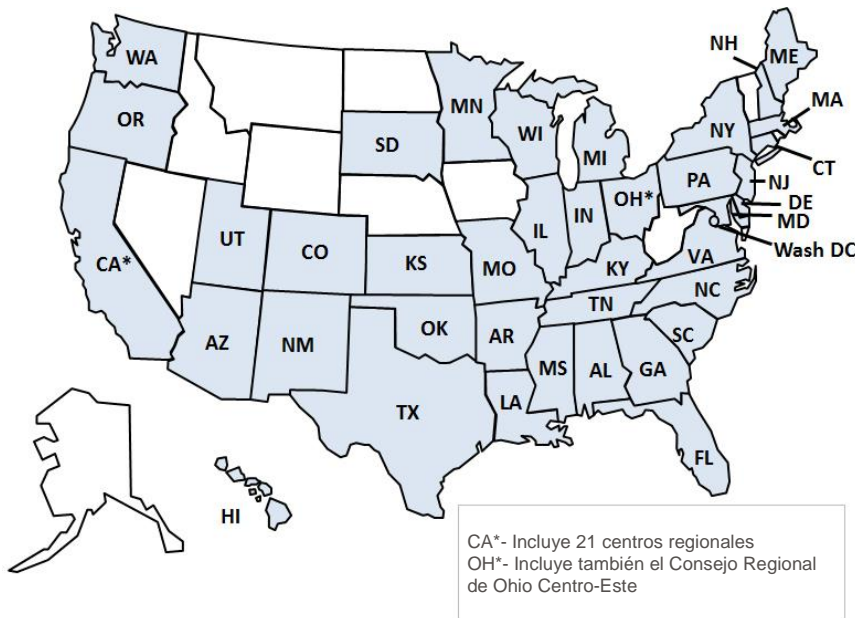 WA
OR
CA*
UT
AZ
CO
NM
SD
KS
OK
TX
MN
WI
MI
IL
IN
OH*
MO
KY
TN
AR
LA
MS
AL
GA
FL
SC
NC
VA
PA
NY
NH
ME
MA
CT
NJ
DE
MD
Wash DC
HI
CA*- Incluye 21 centros regionales
OH*- Incluye también el Consejo Regional
de Ohio Centro-Este